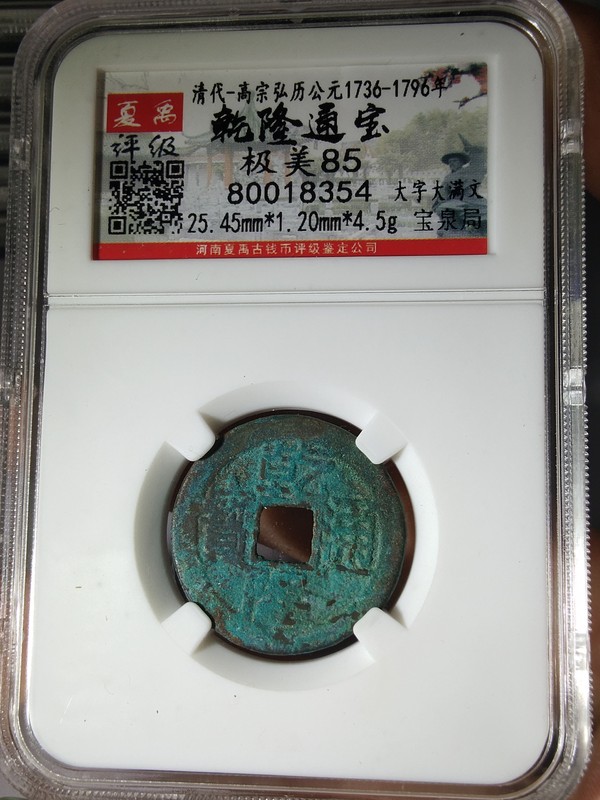 清代-高宗弘历公元1736-1796年
夏禹
评级
乾隆通宝
极美85
80018354 大字大满文
25.45mm*1.20mm*4.5g 宝泉局
河南夏禹古钱币评级鉴定公司